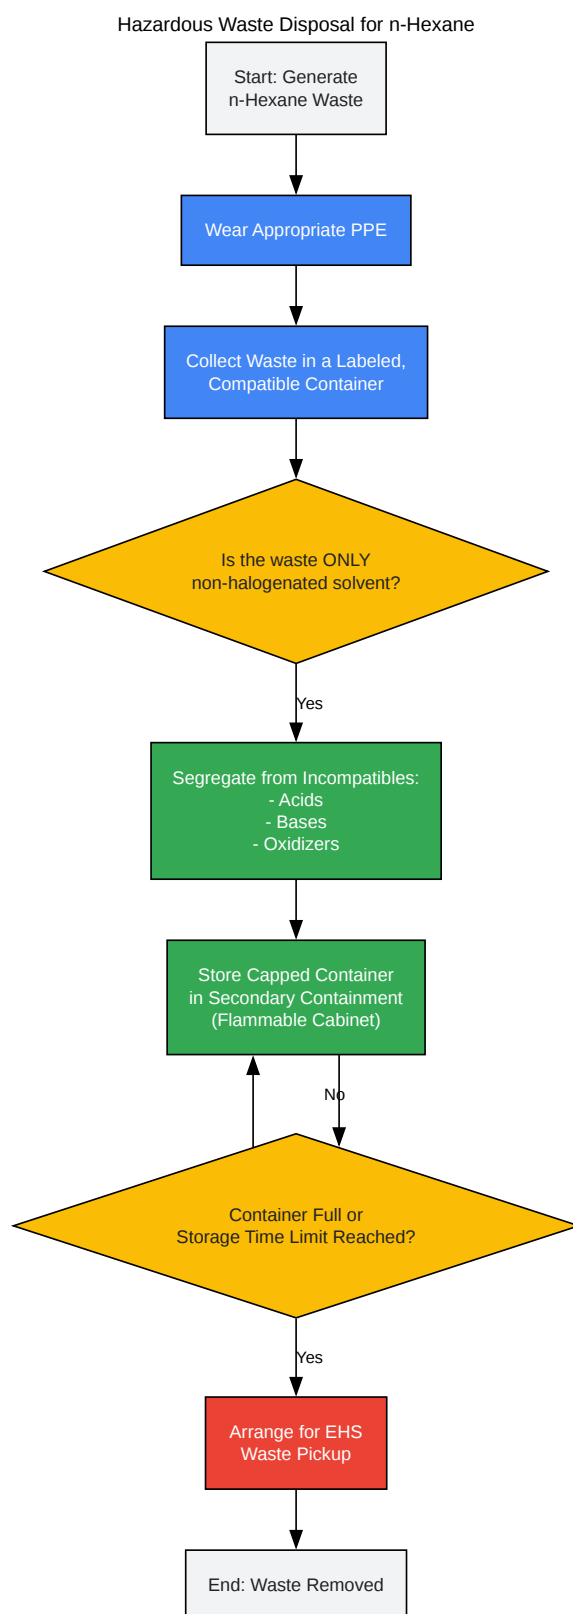 Hazardous Waste Disposal for n-Hexane
Start: Generate
n-Hexane Waste
Wear Appropriate PPE
Collect Waste in a Labeled,
Compatible Container
Is the waste ONLY
non-halogenated solvent?
Yes
Segregate from Incompatibles:
- Acids
- Bases
- Oxidizers
Store Capped Container
in Secondary Containment
(Flammable Cabinet)
No
Container Full or
Storage Time Limit Reached?
Yes
Arrange for EHS
Waste Pickup
End: Waste Removed